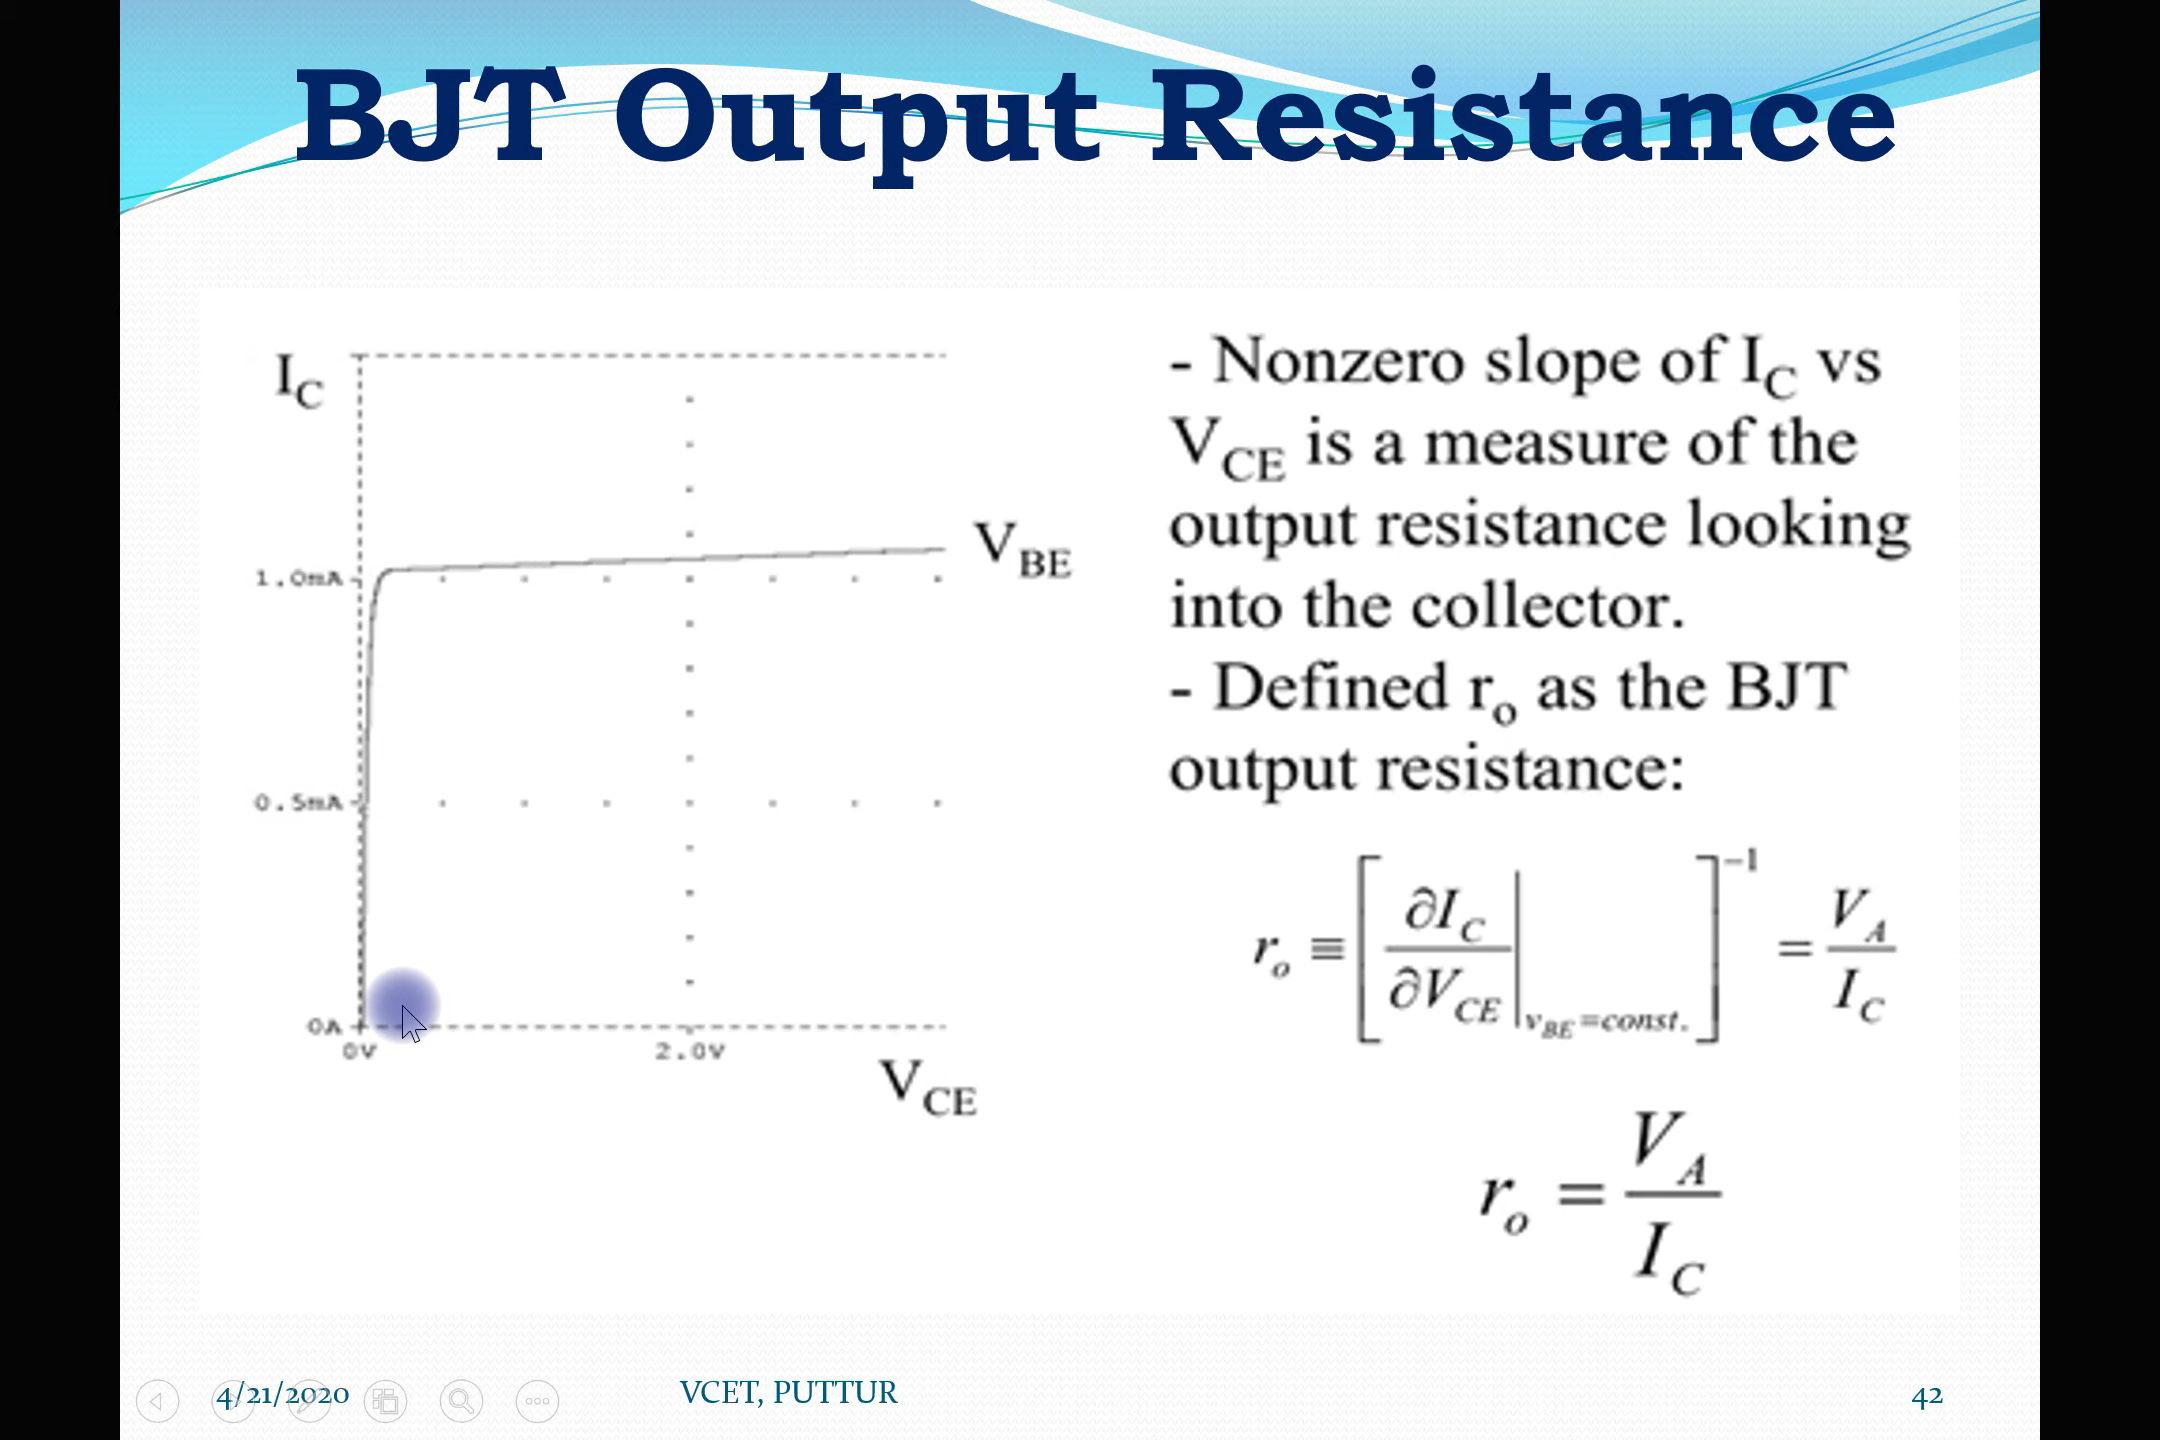 BJT Output Resistance
I_C
1.0mA
0.5mA
0A
0V
2.0V
V_CE
V_BE
- Nonzero slope of I_C vs
V_CE is a measure of the
output resistance looking
into the collector.
- Defined r_o as the BJT
output resistance:
r_o ≡ [∂I_C/∂V_CE |_{v_BE=const.}]^{-1} = V_A/I_C
r_o = V_A/I_C
4/21/2020
VCET, PUTTUR
42